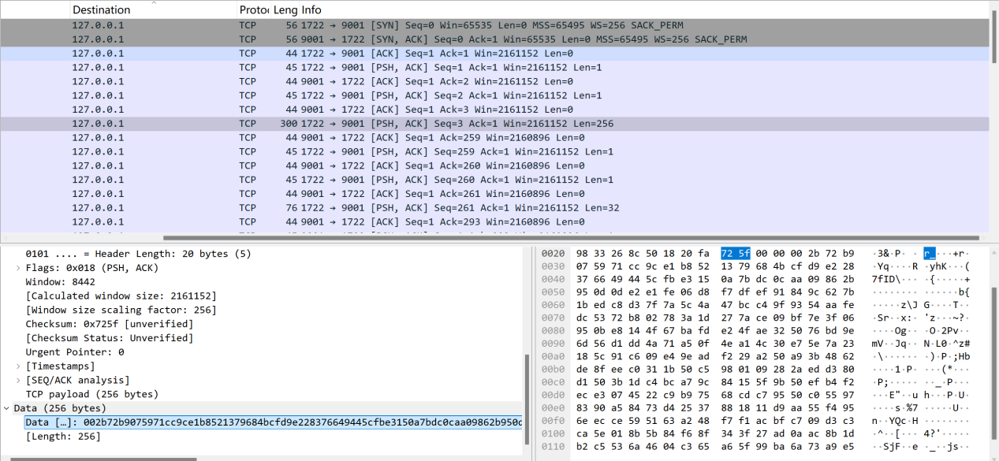 Destination Proto Leng Info
127.0.0.1 TCP 56 1722 → 9001 [SYN] Seq=0 Win=65535 Len=0 MSS=65495 WS=256 SACK_PERM
127.0.0.1 TCP 56 9001 → 1722 [SYN, ACK] Seq=0 Ack=1 Win=65535 Len=0 MSS=65495 WS=256 SACK_PERM
127.0.0.1 TCP 44 1722 → 9001 [ACK] Seq=1 Ack=1 Win=2161152 Len=0
127.0.0.1 TCP 45 1722 → 9001 [PSH, ACK] Seq=1 Ack=1 Win=2161152 Len=1
127.0.0.1 TCP 44 9001 → 1722 [ACK] Seq=1 Ack=2 Win=2161152 Len=0
127.0.0.1 TCP 45 1722 → 9001 [PSH, ACK] Seq=2 Ack=1 Win=2161152 Len=1
127.0.0.1 TCP 44 9001 → 1722 [ACK] Seq=1 Ack=3 Win=2161152 Len=0
127.0.0.1 TCP 300 1722 → 9001 [PSH, ACK] Seq=3 Ack=1 Win=2161152 Len=256
127.0.0.1 TCP 44 9001 → 1722 [ACK] Seq=1 Ack=259 Win=2160896 Len=0
127.0.0.1 TCP 45 1722 → 9001 [PSH, ACK] Seq=259 Ack=1 Win=2161152 Len=1
127.0.0.1 TCP 44 9001 → 1722 [ACK] Seq=1 Ack=260 Win=2160896 Len=0
127.0.0.1 TCP 45 1722 → 9001 [PSH, ACK] Seq=260 Ack=1 Win=2161152 Len=1
127.0.0.1 TCP 44 9001 → 1722 [ACK] Seq=1 Ack=261 Win=2160896 Len=0
127.0.0.1 TCP 76 1722 → 9001 [PSH, ACK] Seq=261 Ack=1 Win=2161152 Len=32
127.0.0.1 TCP 44 9001 → 1722 [ACK] Seq=1 Ack=293 Win=2160896 Len=0
0101 .... = Header Length: 20 bytes (5)
Flags: 0x018 (PSH, ACK)
Window: 8442
[Calculated window size: 2161152]
[Window size scaling factor: 256]
Checksum: 0x725f [unverified]
[Checksum Status: Unverified]
Urgent Pointer: 0
[Timestamps]
[SEQ/ACK analysis]
TCP payload (256 bytes)
Data (256 bytes)
Data […]: 002b72b9075971cc9ce1b8521379684bcfd9e228376649445cfbe3150a7bdc0caa09862b950d
[Length: 256]
0020 98 33 26 8c 50 18 20 fa 72 5f 00 00 00 2b 72 b9 ·3&·P· · r_···+r·
0030 07 59 71 cc 9c e1 b8 52 13 79 68 4b cf d9 e2 28 ·Yq····R ·yhK···(
0040 37 66 49 44 5c fb e3 15 0a 7b dc 0c aa 09 86 2b 7fID\··· ·{·····+
0050 95 0d 0d e2 e1 fe 06 d8 f7 df ef 91 84 9c 62 7b ········ ······b{
0060 1b ed c8 d3 7f 7a 5c 4a 47 bc c4 9f 93 54 aa fe ·····z\J G····T··
0070 dc 53 72 b8 02 78 3a 1d 27 7a ce 09 bf 7e 3f 06 ·Sr··x:· 'z···~?·
0080 95 0b e8 14 4f 67 ba fd e2 4f ae 32 50 76 bd 9e ····Og·· ·O·2Pv··
0090 6d 56 d1 dd 4a 71 a5 0f 4e a1 4c 30 e7 5e 7a 23 mV··Jq·· N·L0·^z#
00a0 18 5c 91 c6 09 e4 9e ad f2 29 a2 50 a9 3b 48 62 ·\······ ·)·P·;Hb
00b0 de 8f ee c0 31 1b 50 c5 98 01 09 28 2a ed d3 80 ····1·P· ···(*···
00c0 d1 50 3b 1d c4 bc a7 9c 84 15 5f 9b 50 ef b4 f2 ·P;····· ··_·P···
00d0 ec e3 07 45 22 c9 b9 75 68 cd c7 95 50 c0 55 97 ···E"··u h···P·U·
00e0 83 90 a5 84 73 d4 25 37 88 18 11 d9 aa 55 f4 95 ····s·%7 ·····U··
00f0 6e ec ce 59 51 63 a2 48 f7 f1 ac bf c7 09 d3 c3 n··YQc·H ········
0100 ca 5e 01 8b 5b 84 f6 8f 34 3f 27 ad 0a ac 8b 1d ·^··[··· 4?'·····
0110 b2 c5 53 6a 46 04 c3 65 a6 5f 99 ba 6a 73 a9 e5 ··SjF··e ·_··js··